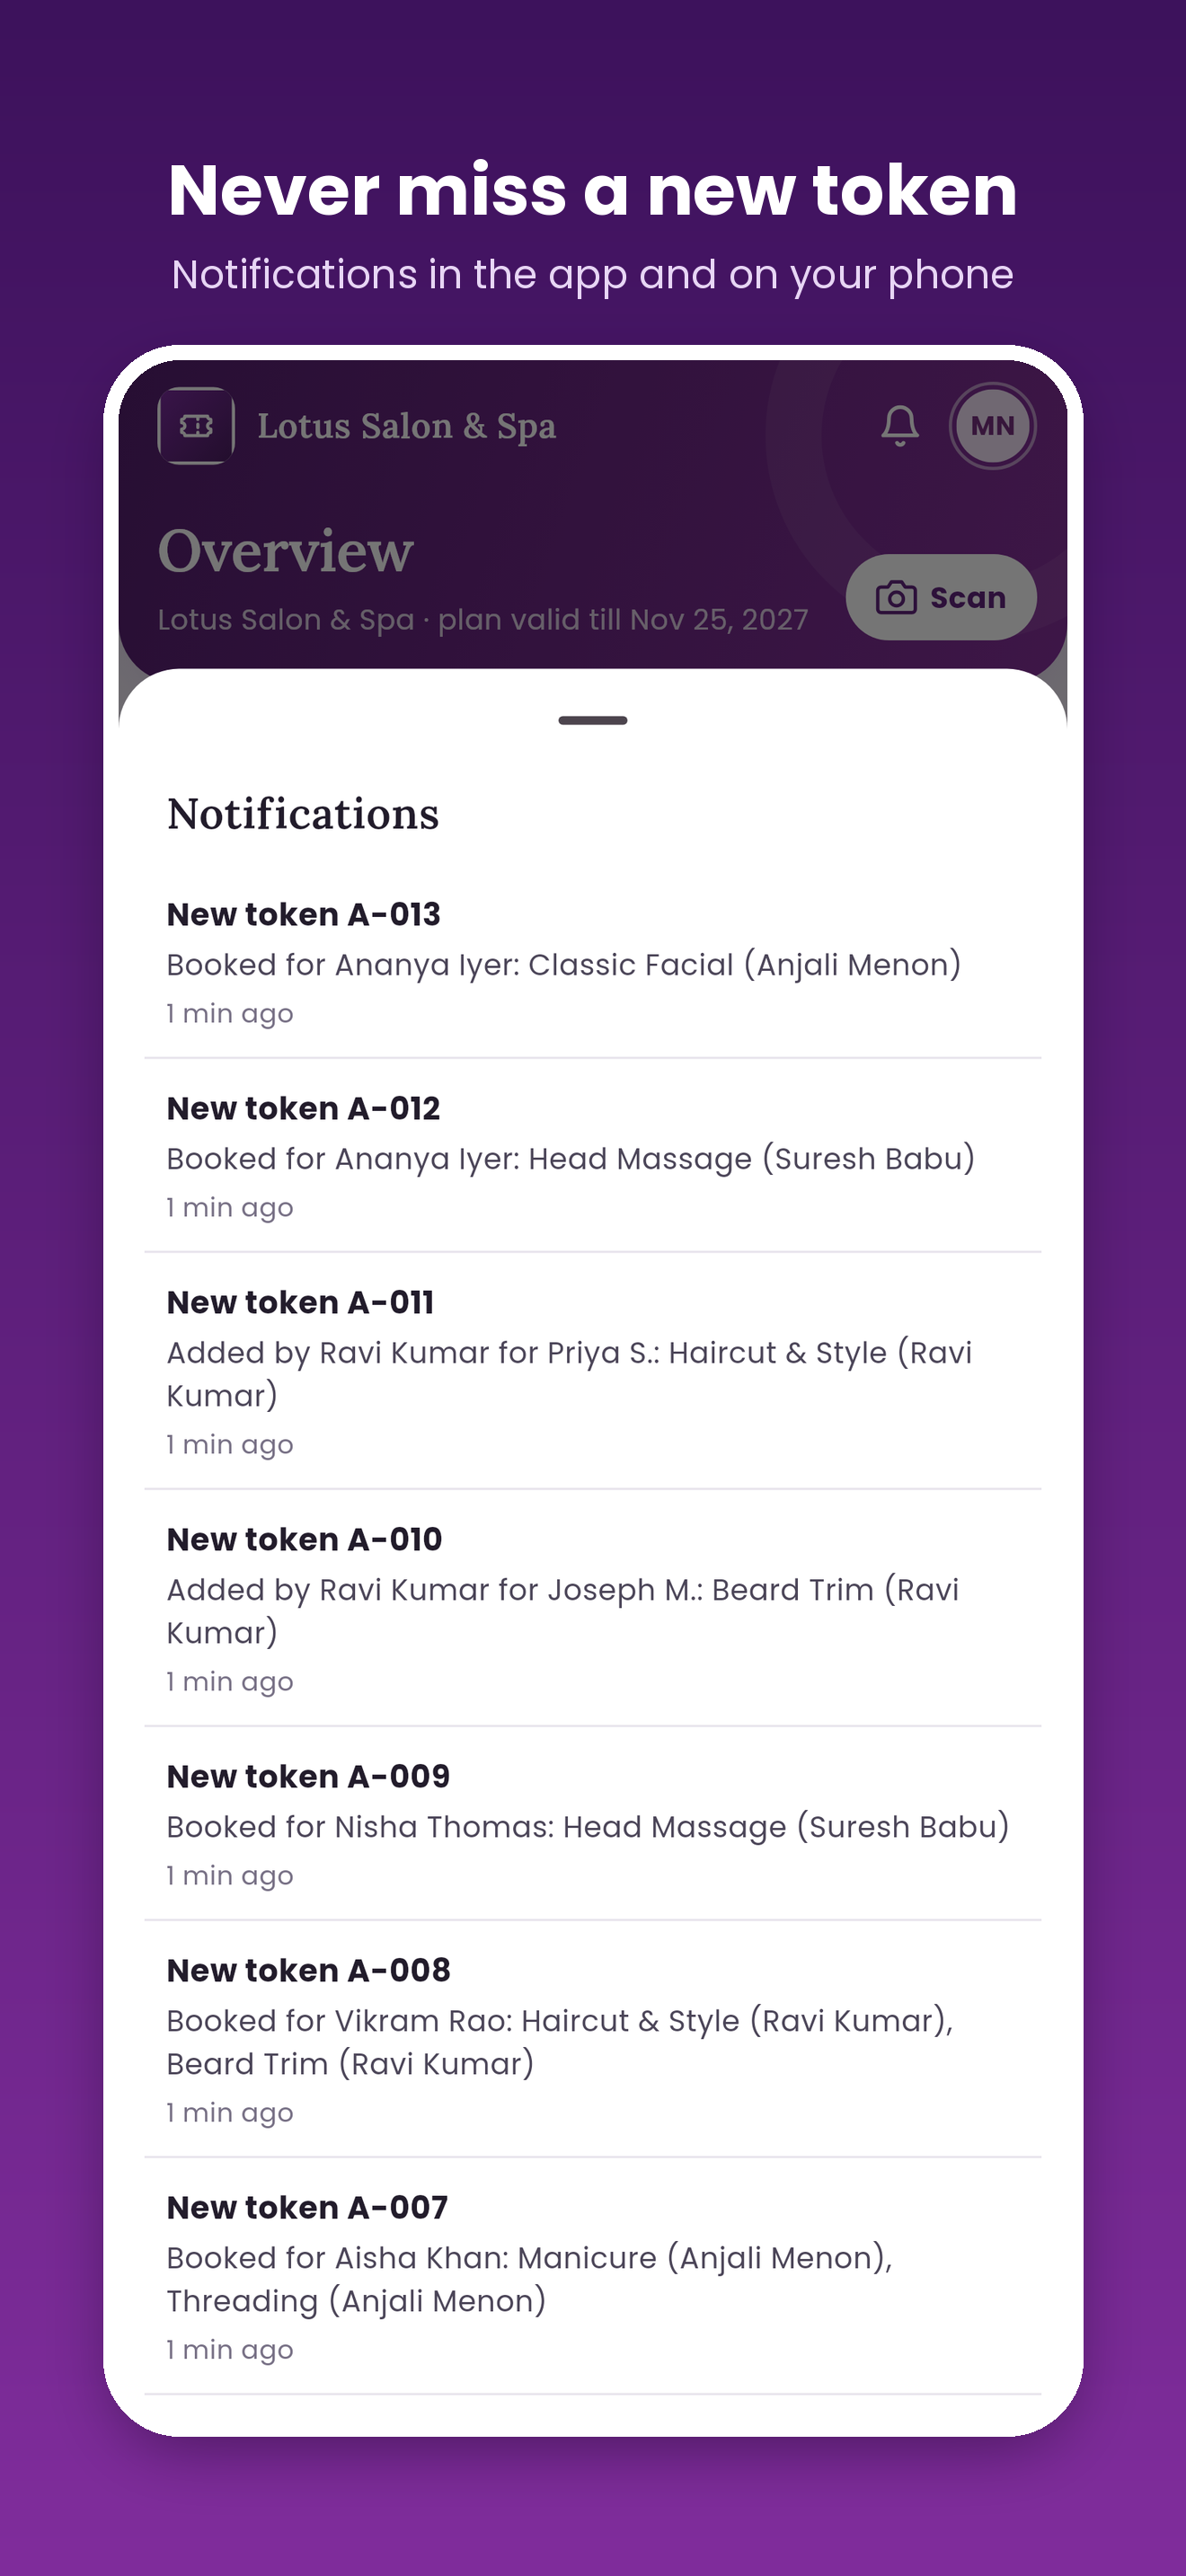 Never miss a new token
Notifications in the app and on your phone
Lotus Salon & Spa
MN
Overview
Lotus Salon & Spa · plan valid till Nov 25, 2027
Scan
Notifications
New token A-013
Booked for Ananya Iyer: Classic Facial (Anjali Menon)
1 min ago
New token A-012
Booked for Ananya Iyer: Head Massage (Suresh Babu)
1 min ago
New token A-011
Added by Ravi Kumar for Priya S.: Haircut & Style (Ravi
Kumar)
1 min ago
New token A-010
Added by Ravi Kumar for Joseph M.: Beard Trim (Ravi
Kumar)
1 min ago
New token A-009
Booked for Nisha Thomas: Head Massage (Suresh Babu)
1 min ago
New token A-008
Booked for Vikram Rao: Haircut & Style (Ravi Kumar),
Beard Trim (Ravi Kumar)
1 min ago
New token A-007
Booked for Aisha Khan: Manicure (Anjali Menon),
Threading (Anjali Menon)
1 min ago